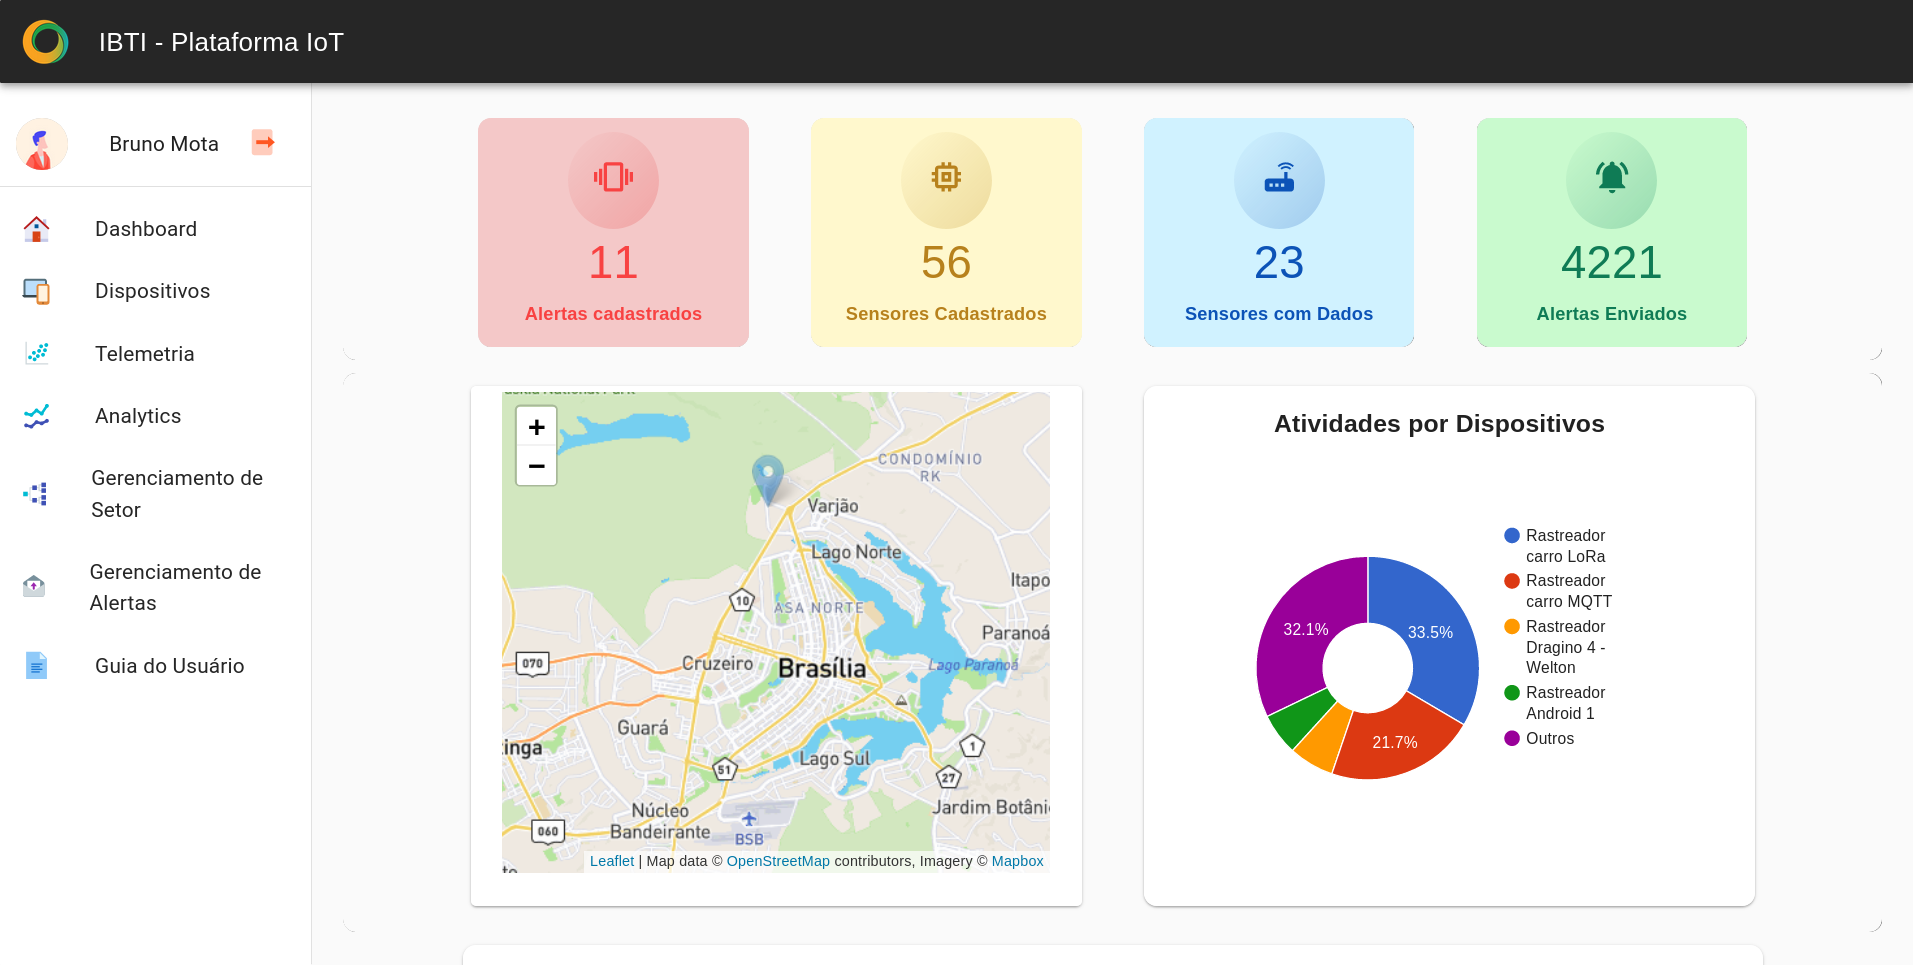 IBTI - Plataforma IoT
Bruno Mota
Dashboard
Dispositivos
Telemetria
Analytics
Gerenciamento de
Setor
Gerenciamento de
Alertas
Guia do Usuário
11
Alertas cadastrados
56
Sensores Cadastrados
23
Sensores com Dados
4221
Alertas Enviados
+
−
CONDOMÍNIO
RK
Varjão
Lago Norte
Itapo
10
ASA NORTE
Paranoá
070
Cruzeiro
Brasília
Lago Paranoá
Guará
inga
1
51
Lago Sul
27
Núcleo
Bandeirante
Jardim Botâni
060
BSB
Leaflet | Map data © OpenStreetMap contributors, Imagery © Mapbox
Atividades por Dispositivos
32.1%
33.5%
21.7%
Rastreador
carro LoRa
Rastreador
carro MQTT
Rastreador
Dragino 4 -
Welton
Rastreador
Android 1
Outros